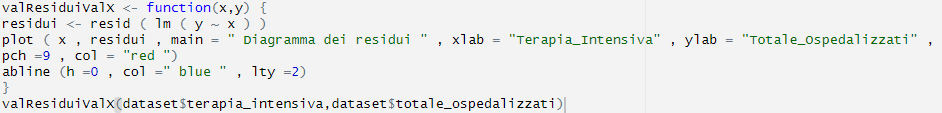 valResiduiValX <- function(x,y) {
residui <- resid ( lm ( y ~ x ) )
plot ( x , residui , main = " Diagramma dei residui " , xlab = "Terapia_Intensiva" , ylab = "Totale_Ospedalizzati" ,
pch =9 , col = "red ")
abline (h =0 , col =" blue " , lty =2)
}
valResiduiValX(dataset$terapia_intensiva,dataset$totale_ospedalizzati)